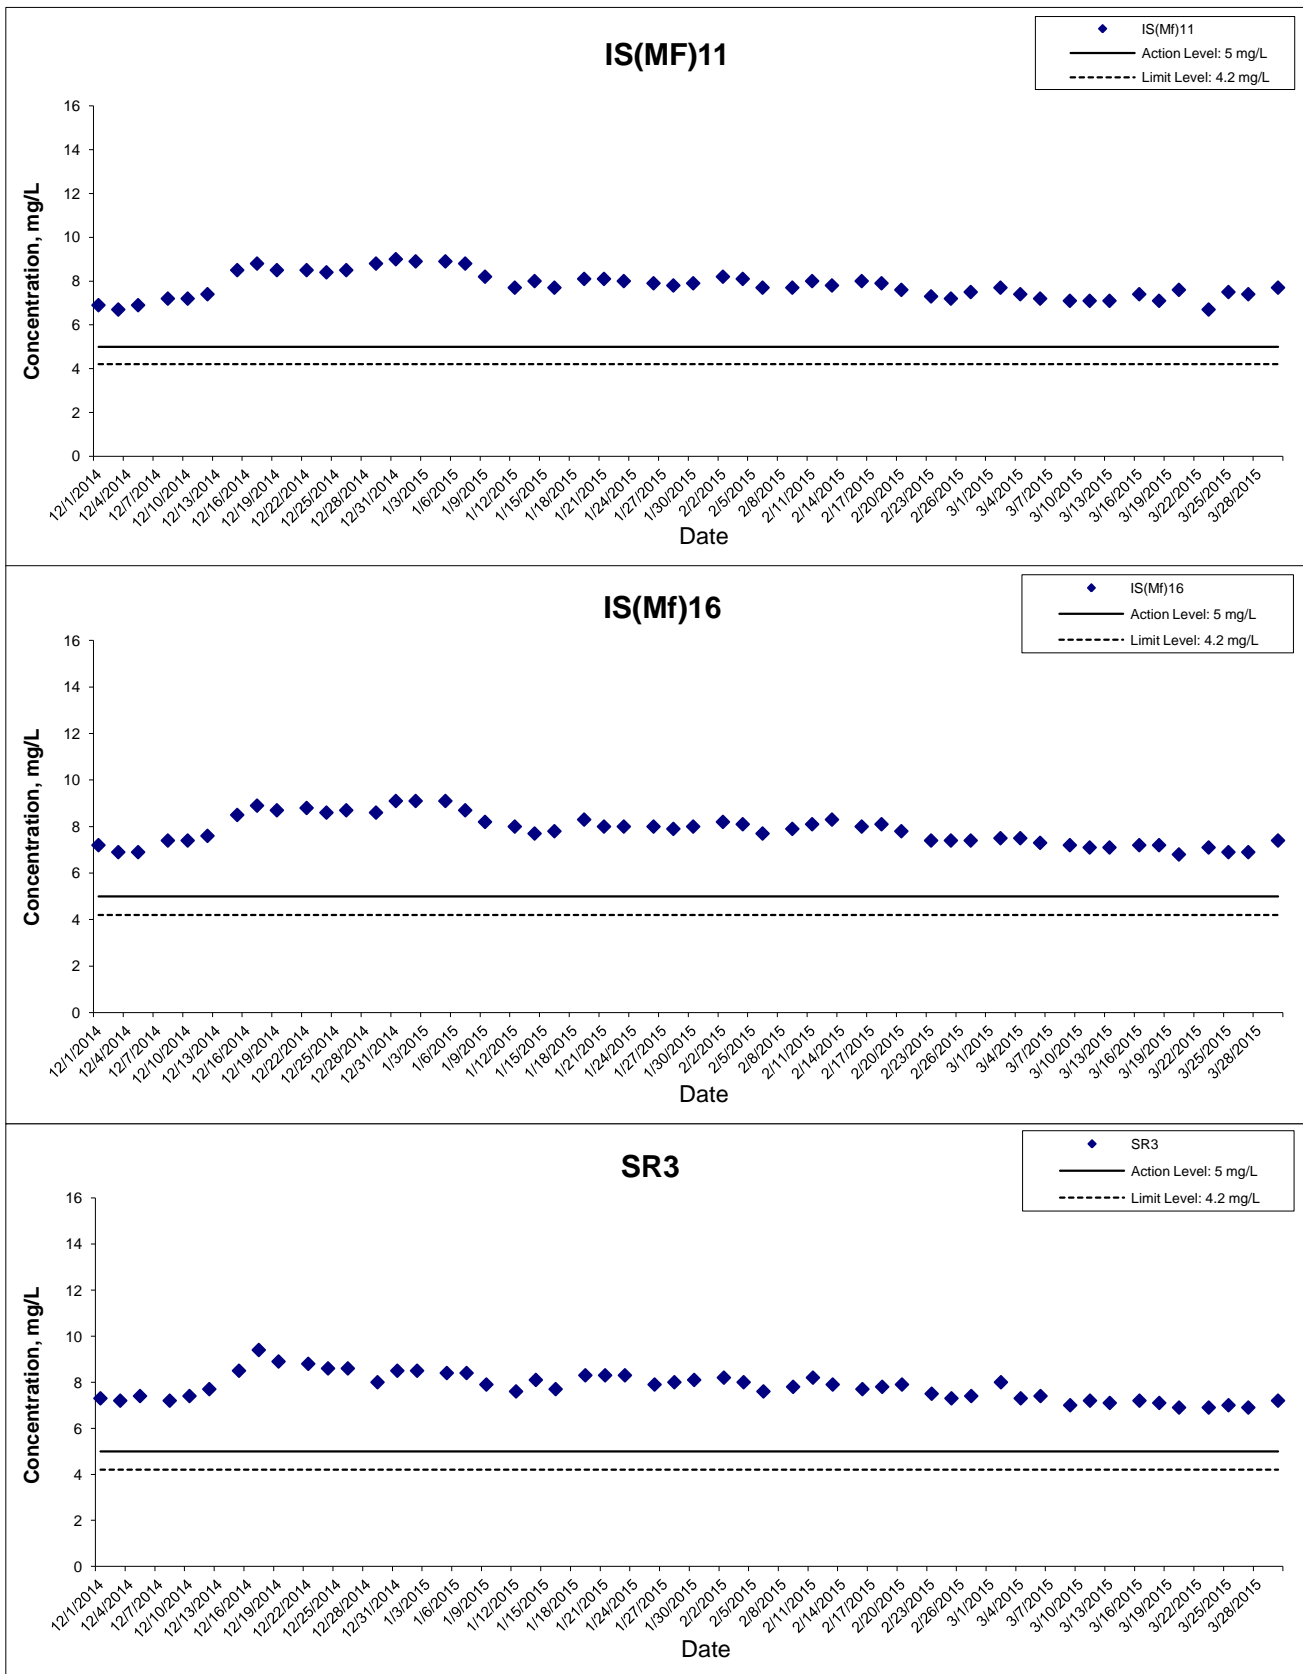 IS(MF)11
IS(Mf)11
Action Level: 5 mg/L
Limit Level: 4.2 mg/L
Concentration, mg/L
16
14
12
10
8
6
4
2
0
12/1/2014 12/4/2014 12/7/2014 12/10/2014 12/13/2014 12/16/2014 12/19/2014 12/22/2014 12/25/2014 12/28/2014 12/31/2014 1/3/2015 1/6/2015 1/9/2015 1/12/2015 1/15/2015 1/18/2015 1/21/2015 1/24/2015 1/27/2015 1/30/2015 2/2/2015 2/5/2015 2/8/2015 2/11/2015 2/14/2015 2/17/2015 2/20/2015 2/23/2015 2/26/2015 3/1/2015 3/4/2015 3/7/2015 3/10/2015 3/13/2015 3/16/2015 3/19/2015 3/22/2015 3/25/2015 3/28/2015
Date
IS(Mf)16
IS(Mf)16
Action Level: 5 mg/L
Limit Level: 4.2 mg/L
Concentration, mg/L
16
14
12
10
8
6
4
2
0
12/1/2014 12/4/2014 12/7/2014 12/10/2014 12/13/2014 12/16/2014 12/19/2014 12/22/2014 12/25/2014 12/28/2014 12/31/2014 1/3/2015 1/6/2015 1/9/2015 1/12/2015 1/15/2015 1/18/2015 1/21/2015 1/24/2015 1/27/2015 1/30/2015 2/2/2015 2/5/2015 2/8/2015 2/11/2015 2/14/2015 2/17/2015 2/20/2015 2/23/2015 2/26/2015 3/1/2015 3/4/2015 3/7/2015 3/10/2015 3/13/2015 3/16/2015 3/19/2015 3/22/2015 3/25/2015 3/28/2015
Date
SR3
SR3
Action Level: 5 mg/L
Limit Level: 4.2 mg/L
Concentration, mg/L
16
14
12
10
8
6
4
2
0
12/1/2014 12/4/2014 12/7/2014 12/10/2014 12/13/2014 12/16/2014 12/19/2014 12/22/2014 12/25/2014 12/28/2014 12/31/2014 1/3/2015 1/6/2015 1/9/2015 1/12/2015 1/15/2015 1/18/2015 1/21/2015 1/24/2015 1/27/2015 1/30/2015 2/2/2015 2/5/2015 2/8/2015 2/11/2015 2/14/2015 2/17/2015 2/20/2015 2/23/2015 2/26/2015 3/1/2015 3/4/2015 3/7/2015 3/10/2015 3/13/2015 3/16/2015 3/19/2015 3/22/2015 3/25/2015 3/28/2015
Date